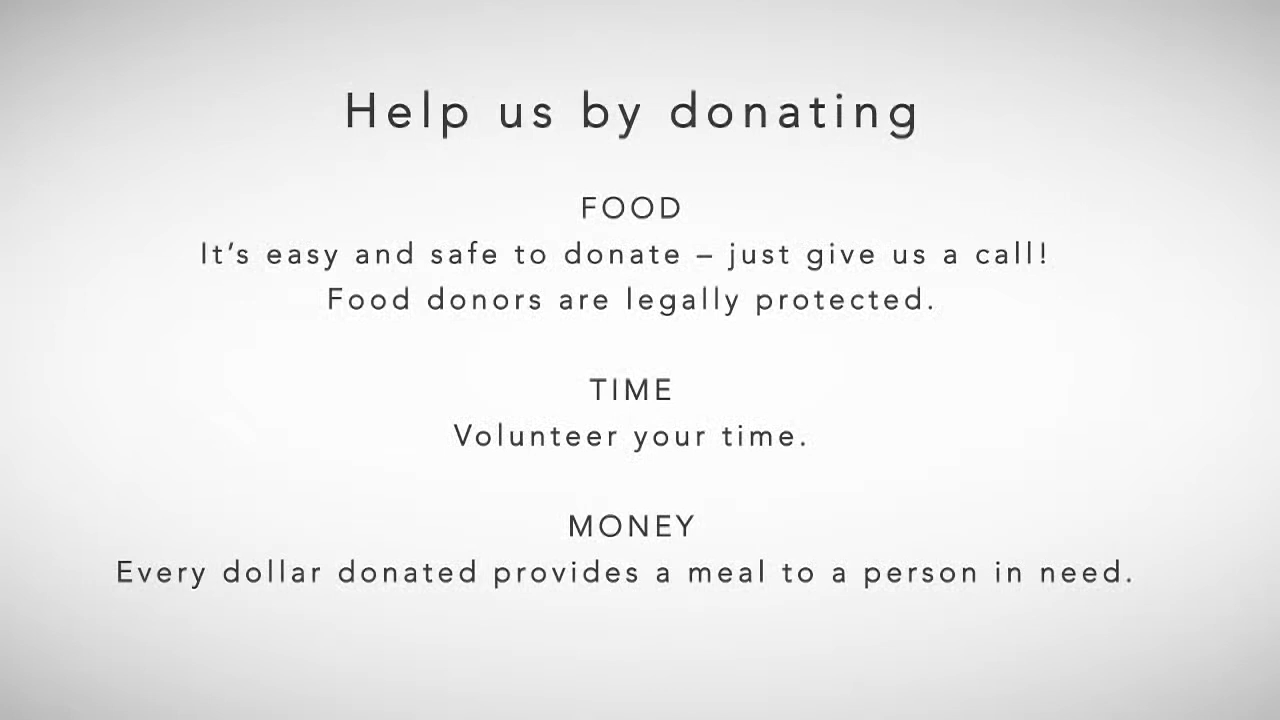 Help us by donating
FOOD
It’s easy and safe to donate – just give us a call!
Food donors are legally protected.
TIME
Volunteer your time.
MONEY
Every dollar donated provides a meal to a person in need.